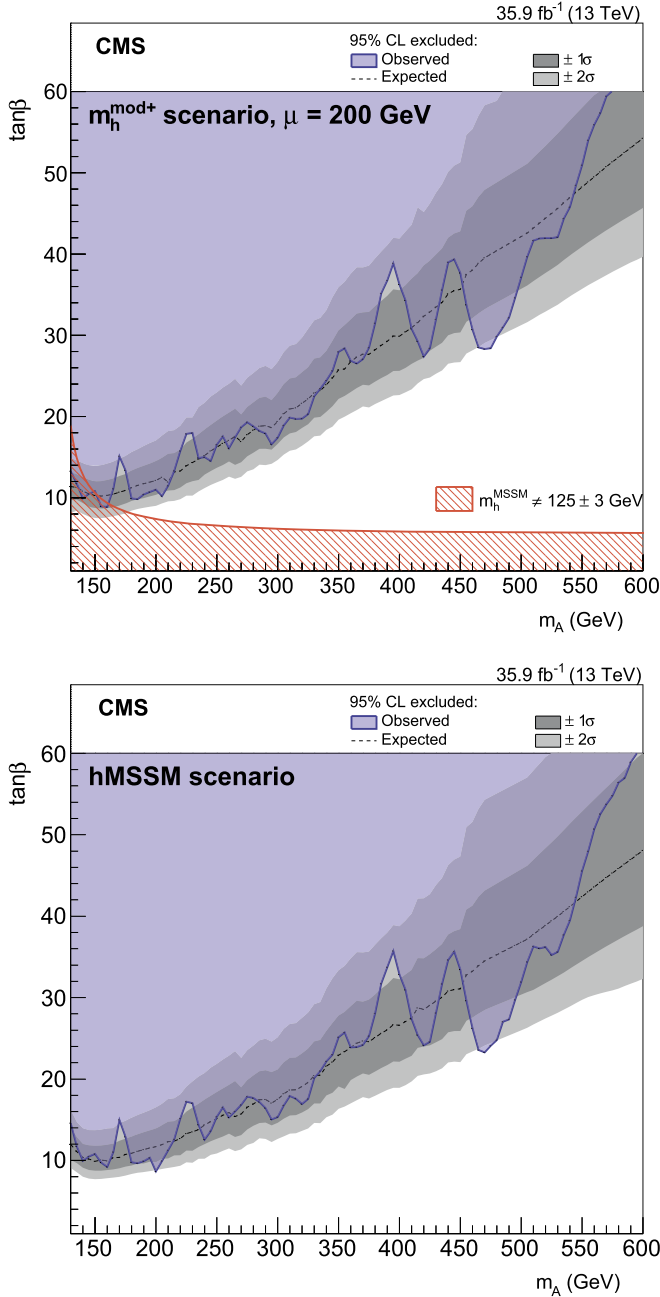 35.9 fb⁻¹ (13 TeV)
CMS
95% CL excluded:
Observed ± 1σ
Expected ± 2σ
m_h^mod+ scenario, μ = 200 GeV
tanβ
60
50
40
30
20
10
m_h^MSSM ≠ 125 ± 3 GeV
150 200 250 300 350 400 450 500 550 600
m_A (GeV)
35.9 fb⁻¹ (13 TeV)
CMS
95% CL excluded:
Observed ± 1σ
Expected ± 2σ
hMSSM scenario
tanβ
60
50
40
30
20
10
150 200 250 300 350 400 450 500 550 600
m_A (GeV)